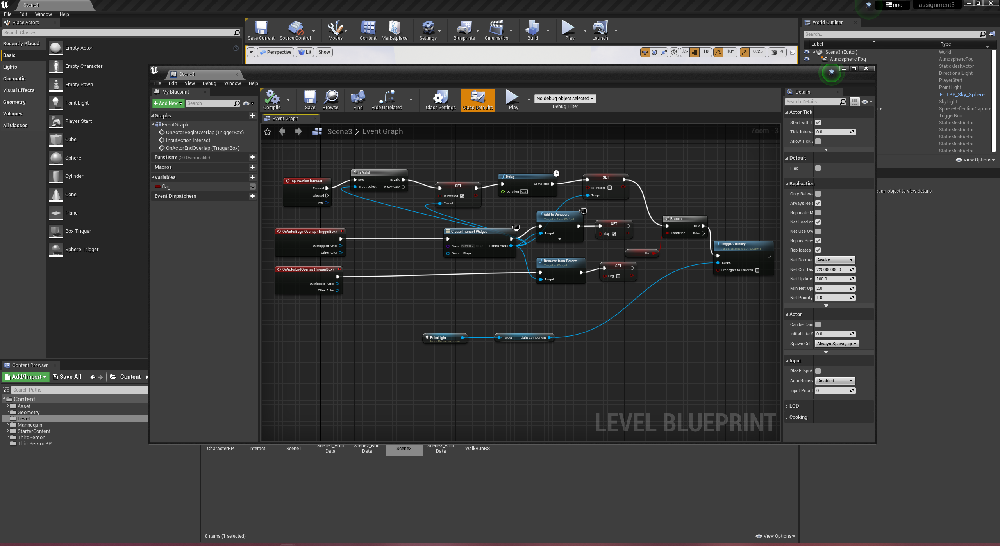 Scene3
DDC
assignment3
File Edit Window Help
Place Actors
Search Classes
Recently Placed
Basic
Lights
Cinematic
Visual Effects
Geometry
Volumes
All Classes
Empty Actor
Empty Character
Empty Pawn
Point Light
Player Start
Cube
Sphere
Cylinder
Cone
Plane
Box Trigger
Sphere Trigger
Save Current
Source Control
Modes
Content
Marketplace
Settings
Blueprints
Cinematics
Build
Play
Launch
Perspective
Lit
Show
10
10°
0.25
4
World Outliner
Search...
Label
Type
Scene3 (Editor)
World
Atmospheric Fog
AtmosphericFog
StaticMeshActor
DirectionalLight
PlayerStart
PointLight
Edit BP_Sky_Sphere
SkyLight
ure
SphereReflectionCapture
TriggerBox
StaticMeshActor
StaticMeshActor
StaticMeshActor
StaticMeshActor
StaticMeshActor
View Options
ct an object to view details.
Scene3
File Edit View Debug Window Help
My Blueprint
Add New
Search
Graphs
EventGraph
OnActorBeginOverlap (TriggerBox)
InputAction Interact
OnActorEndOverlap (TriggerBox)
Functions (20 Overridable)
Macros
Variables
flag
Event Dispatchers
Compile
Save
Browse
Find
Hide Unrelated
Class Settings
Class Defaults
Play
No debug object selected
Debug Filter
Event Graph
Scene3 > Event Graph
Zoom -3
InputAction Interact
Pressed
Released
Key
? Is Valid
Exec
Is Valid
Input Object
Is Not Valid
SET
Is Pressed
Target
Delay
Completed
Duration 0.2
SET
Is Pressed
Target
OnActorBeginOverlap (TriggerBox)
Overlapped Actor
Other Actor
Create Interact Widget
Class Interact
Return Value
Owning Player
Add to Viewport
Target is User Widget
Target
SET
Flag
Branch
True
Condition
False
Flag
Toggle Visibility
Target is Scene Component
Target
Propagate to Children
OnActorEndOverlap (TriggerBox)
Overlapped Actor
Other Actor
Remove from Parent
Target is Widget
Target
SET
Flag
PointLight
from Persistent Level
Target
Light Component
LEVEL BLUEPRINT
Details
Search Details
Actor Tick
Start with T
Tick Interva 0.0
Allow Tick B
Default
Flag
Replication
Only Releva
Always Rele
Replicate M
Net Load on
Net Use Ow
Replay Rew
Replicates
Net Dorman Awake
Net Cull Dis 225000000.0
Net Update 100.0
Min Net Upd 2.0
Net Priority 1.0
Actor
Can be Dam
Initial Life S 0.0
Spawn Colli Always Spawn, Igr
Input
Block Input
Auto Receiv Disabled
Input Priorit 0
LOD
Cooking
Content Browser
Add/Import
Save All
Content
Search Paths
Content
Asset
Geometry
Level
Mannequin
StarterContent
ThirdPerson
ThirdPersonBP
CharacterBP
Interact
Scene1
Scene1_Built
Data
Scene2_Built
Data
Scene3
Scene3_Built
Data
WalkRunBS
8 items (1 selected)
View Options